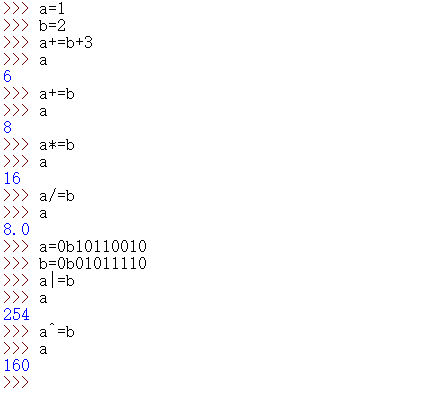 >>> a=1
>>> b=2
>>> a+=b+3
>>> a
6
>>> a+=b
>>> a
8
>>> a*=b
>>> a
16
>>> a/=b
>>> a
8.0
>>> a=0b10110010
>>> b=0b01011110
>>> a|=b
>>> a
254
>>> a^=b
>>> a
160
>>>